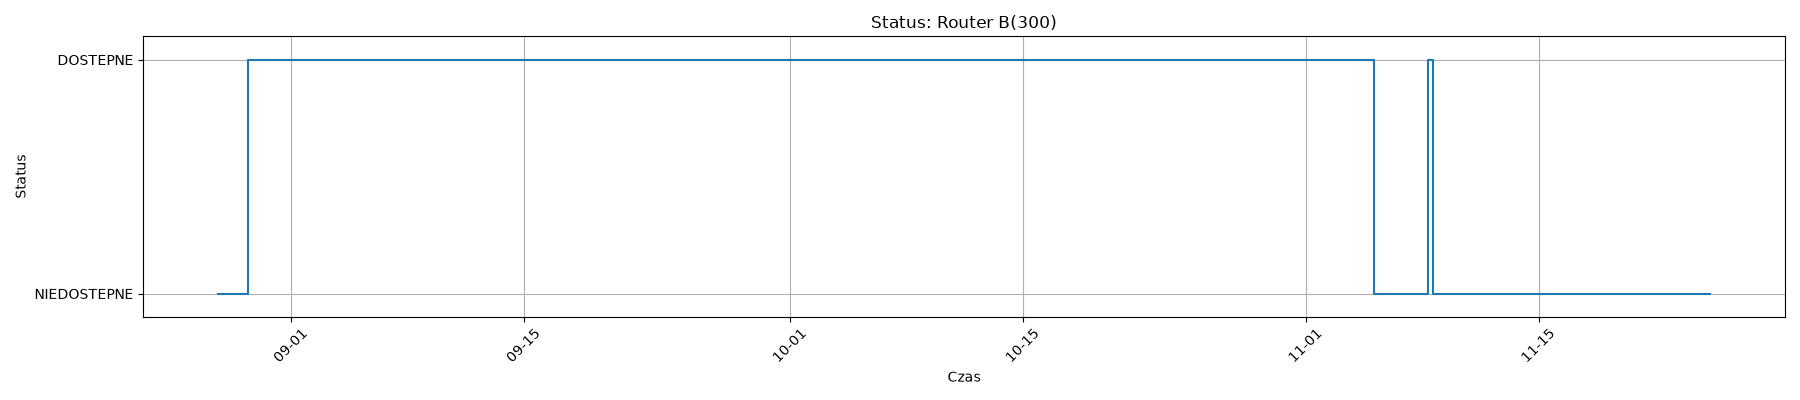 Status: Router B(300)
DOSTEPNE
NIEDOSTEPNE
Status
09-01
09-15
10-01
10-15
11-01
11-15
Czas